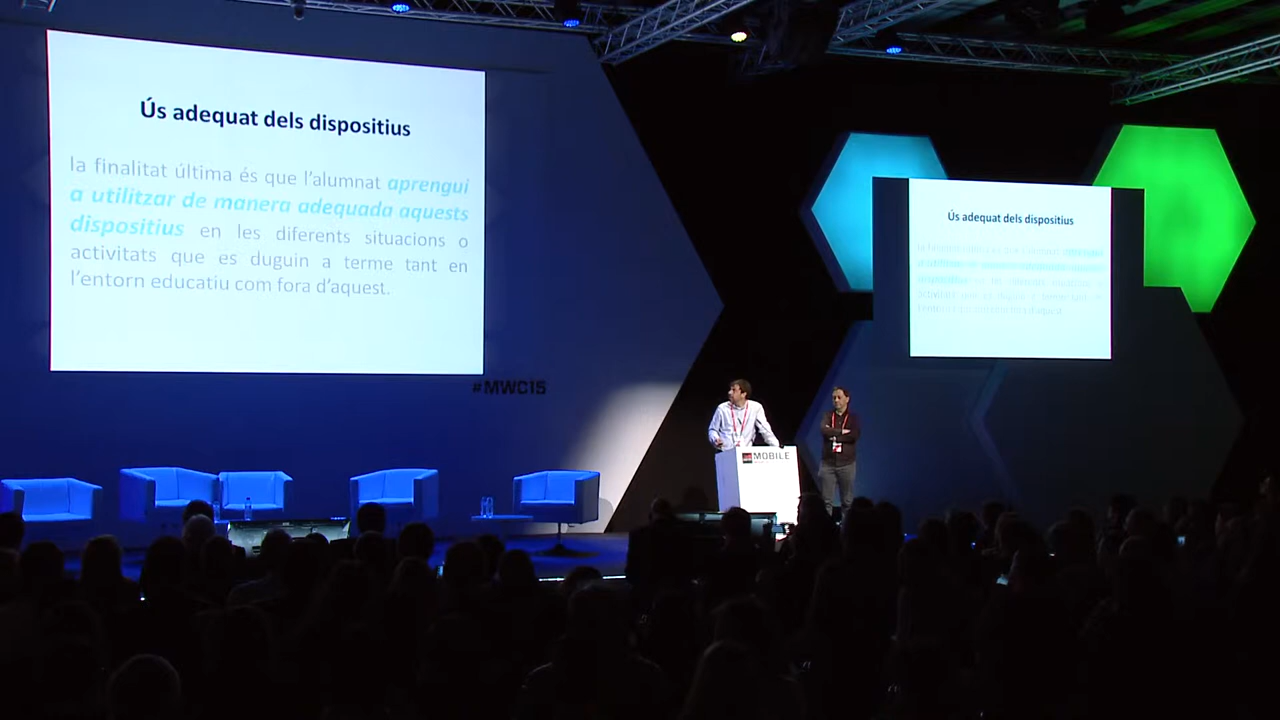 Ús adequat dels dispositius
la finalitat última és que l'alumnat aprengui
a utilitzar de manera adequada aquests
dispositius en les diferents situacions o
activitats que es duguin a terme tant en
l'entorn educatiu com fora d'aquest.
Ús adequat dels dispositius
#MWC15
MOBILE